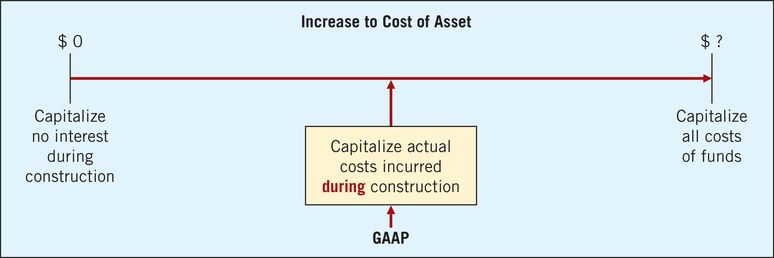 Increase to Cost of Asset
$ 0
$ ?
Capitalize
no interest
during
construction
Capitalize actual
costs incurred
during construction
Capitalize
all costs
of funds
GAAP